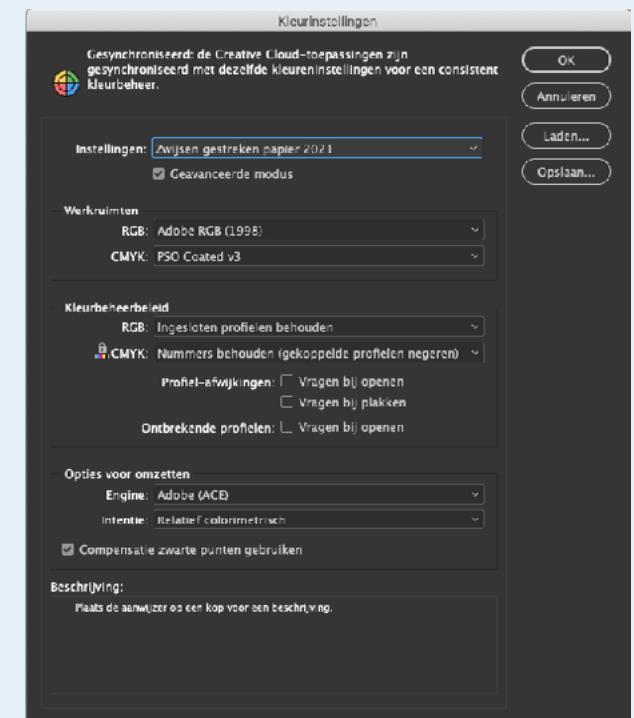 Kleurinstellingen
Gesynchroniseerd: de Creative Cloud-toepassingen zijn
gesynchroniseerd met dezelfde kleureninstellingen voor een consistent
kleurbeheer.
OK
Annuleren
Laden...
Opslaan...
Instellingen: Zwijsen gestreken papier 2021
Geavanceerde modus
Werkruimten
RGB: Adobe RGB (1998)
CMYK: PSO Coated v3
Kleurbeheerbeleid
RGB: Ingesloten profielen behouden
CMYK: Nummers behouden (gekoppelde profielen negeren)
Profiel-afwijkingen: Vragen bij openen
Vragen bij plakken
Ontbrekende profielen: Vragen bij openen
Opties voor omzetten
Engine: Adobe (ACE)
Intentie: Relatief colorimetrisch
Compensatie zwarte punten gebruiken
Beschrijving:
Plaats de aanwijzer op een kop voor een beschrijving.